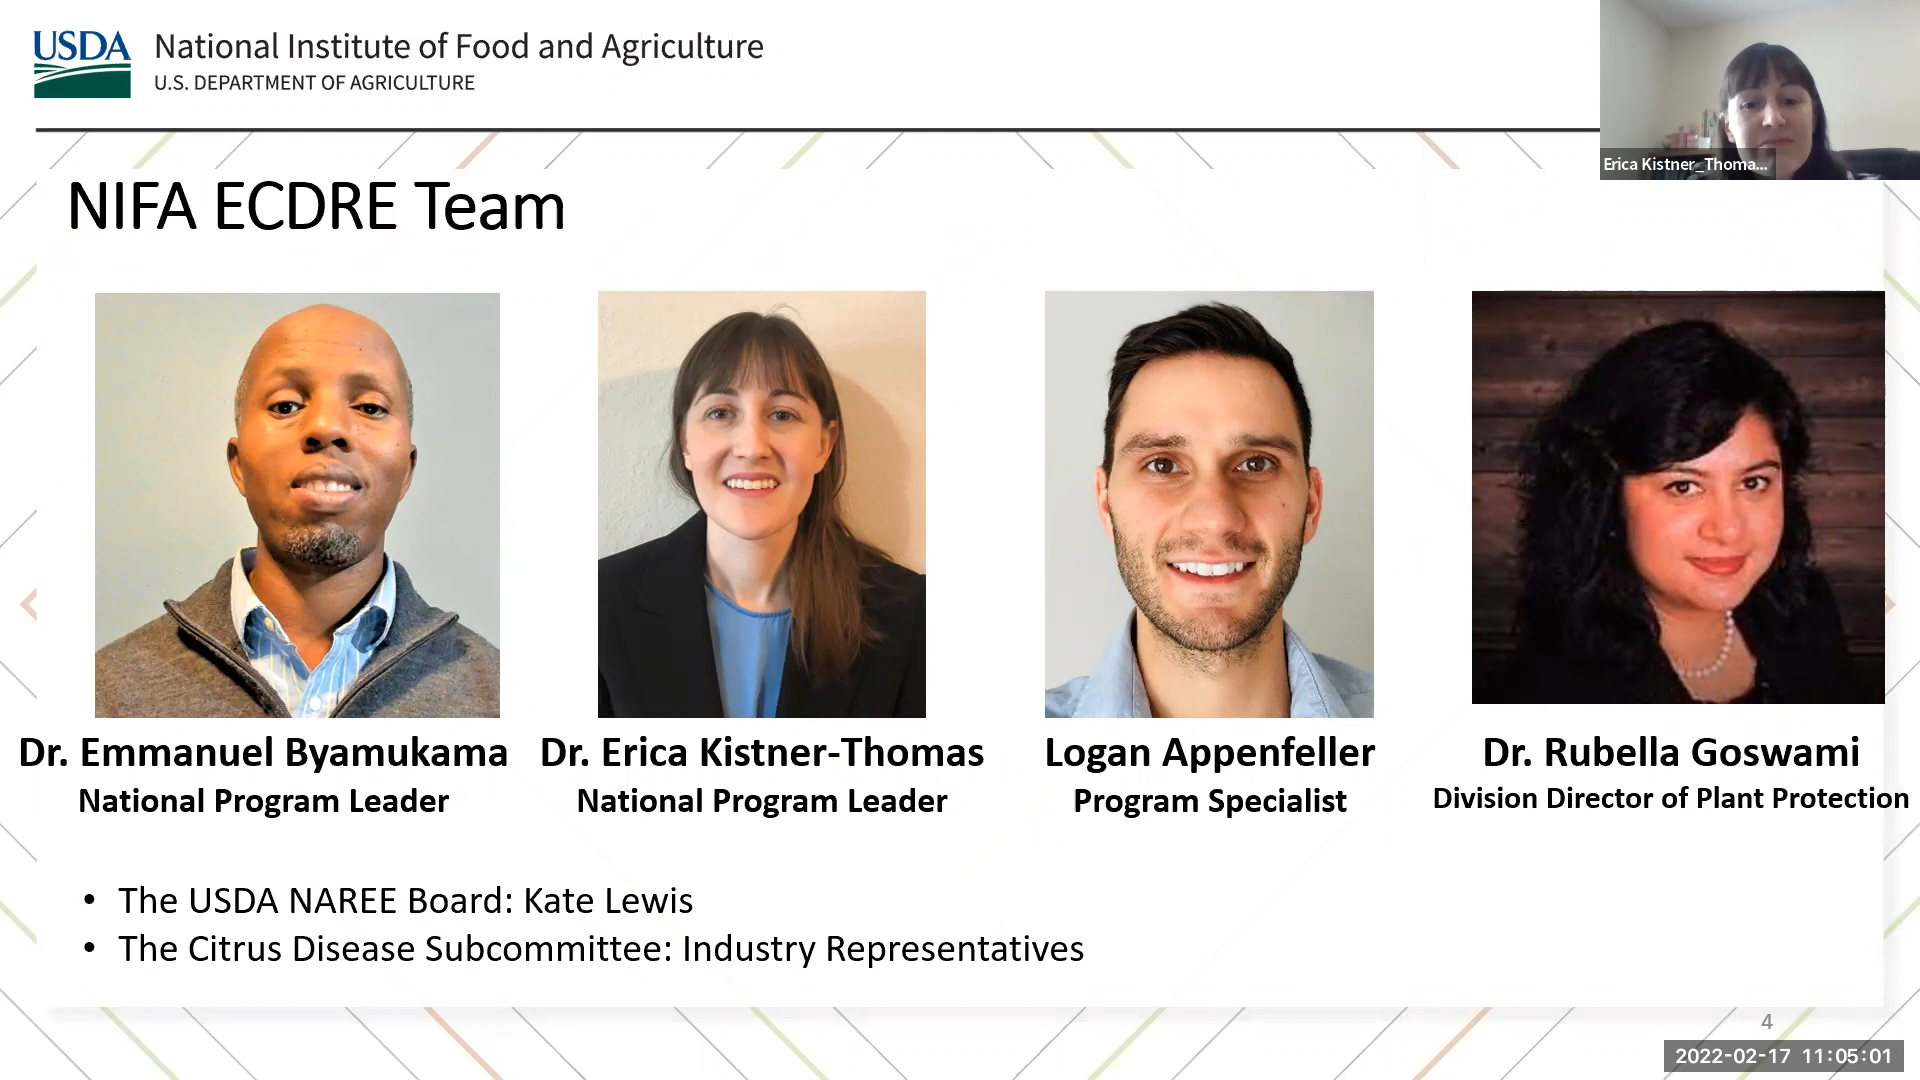 USDA
National Institute of Food and Agriculture
U.S. DEPARTMENT OF AGRICULTURE
Erica Kistner_Thoma...
NIFA ECDRE Team
Dr. Emmanuel Byamukama
National Program Leader
Dr. Erica Kistner-Thomas
National Program Leader
Logan Appenfeller
Program Specialist
Dr. Rubella Goswami
Division Director of Plant Protection
• The USDA NAREE Board: Kate Lewis
• The Citrus Disease Subcommittee: Industry Representatives
4
2022-02-17 11:05:01